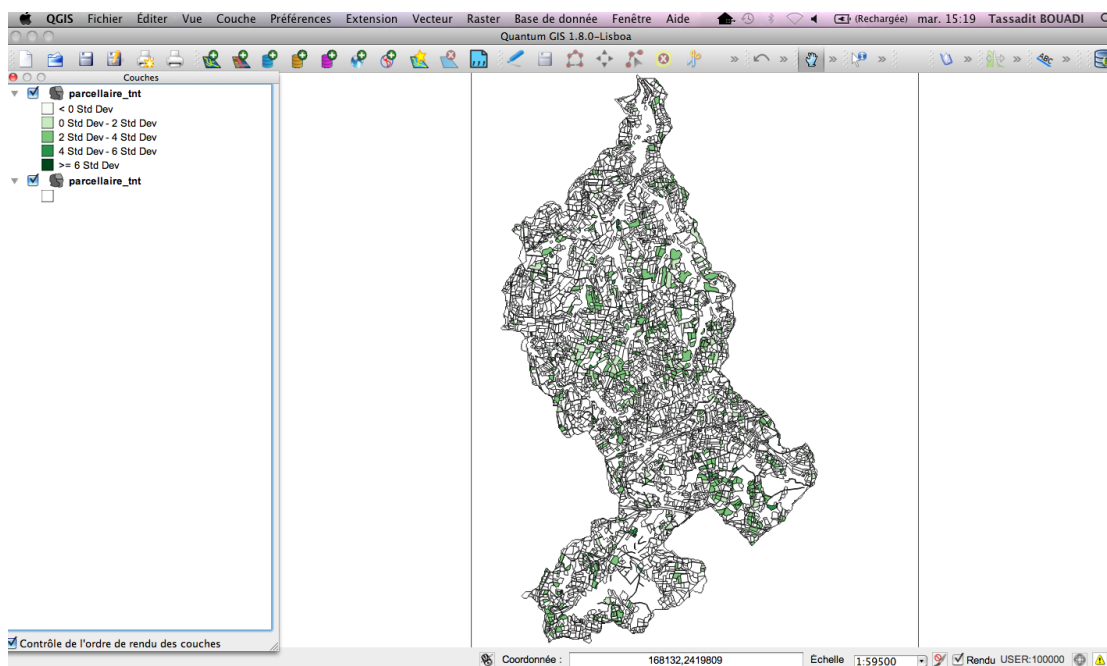 QGIS Fichier Éditer Vue Couche Préférences Extension Vecteur Raster Base de donnée Fenêtre Aide (Rechargée) mar. 15:19 Tassadit BOUADI
Quantum GIS 1.8.0-Lisboa
Couches
parcellaire_tnt
< 0 Std Dev
0 Std Dev - 2 Std Dev
2 Std Dev - 4 Std Dev
4 Std Dev - 6 Std Dev
>= 6 Std Dev
parcellaire_tnt
Contrôle de l'ordre de rendu des couches
Coordonnée : 168132,2419809 Échelle 1:59500 Rendu USER:100000